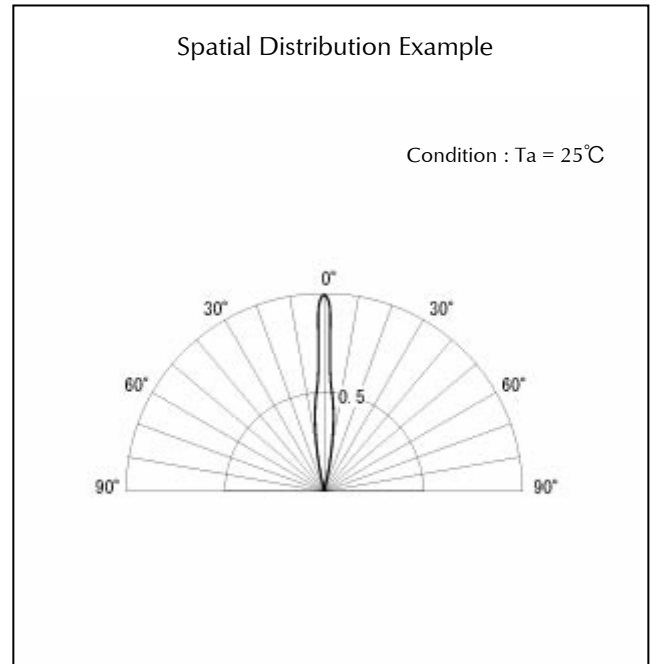 Spatial Distribution Example
Condition : Ta = 25℃
0°
30° 30°
60° 60°
0.5
90° 90°